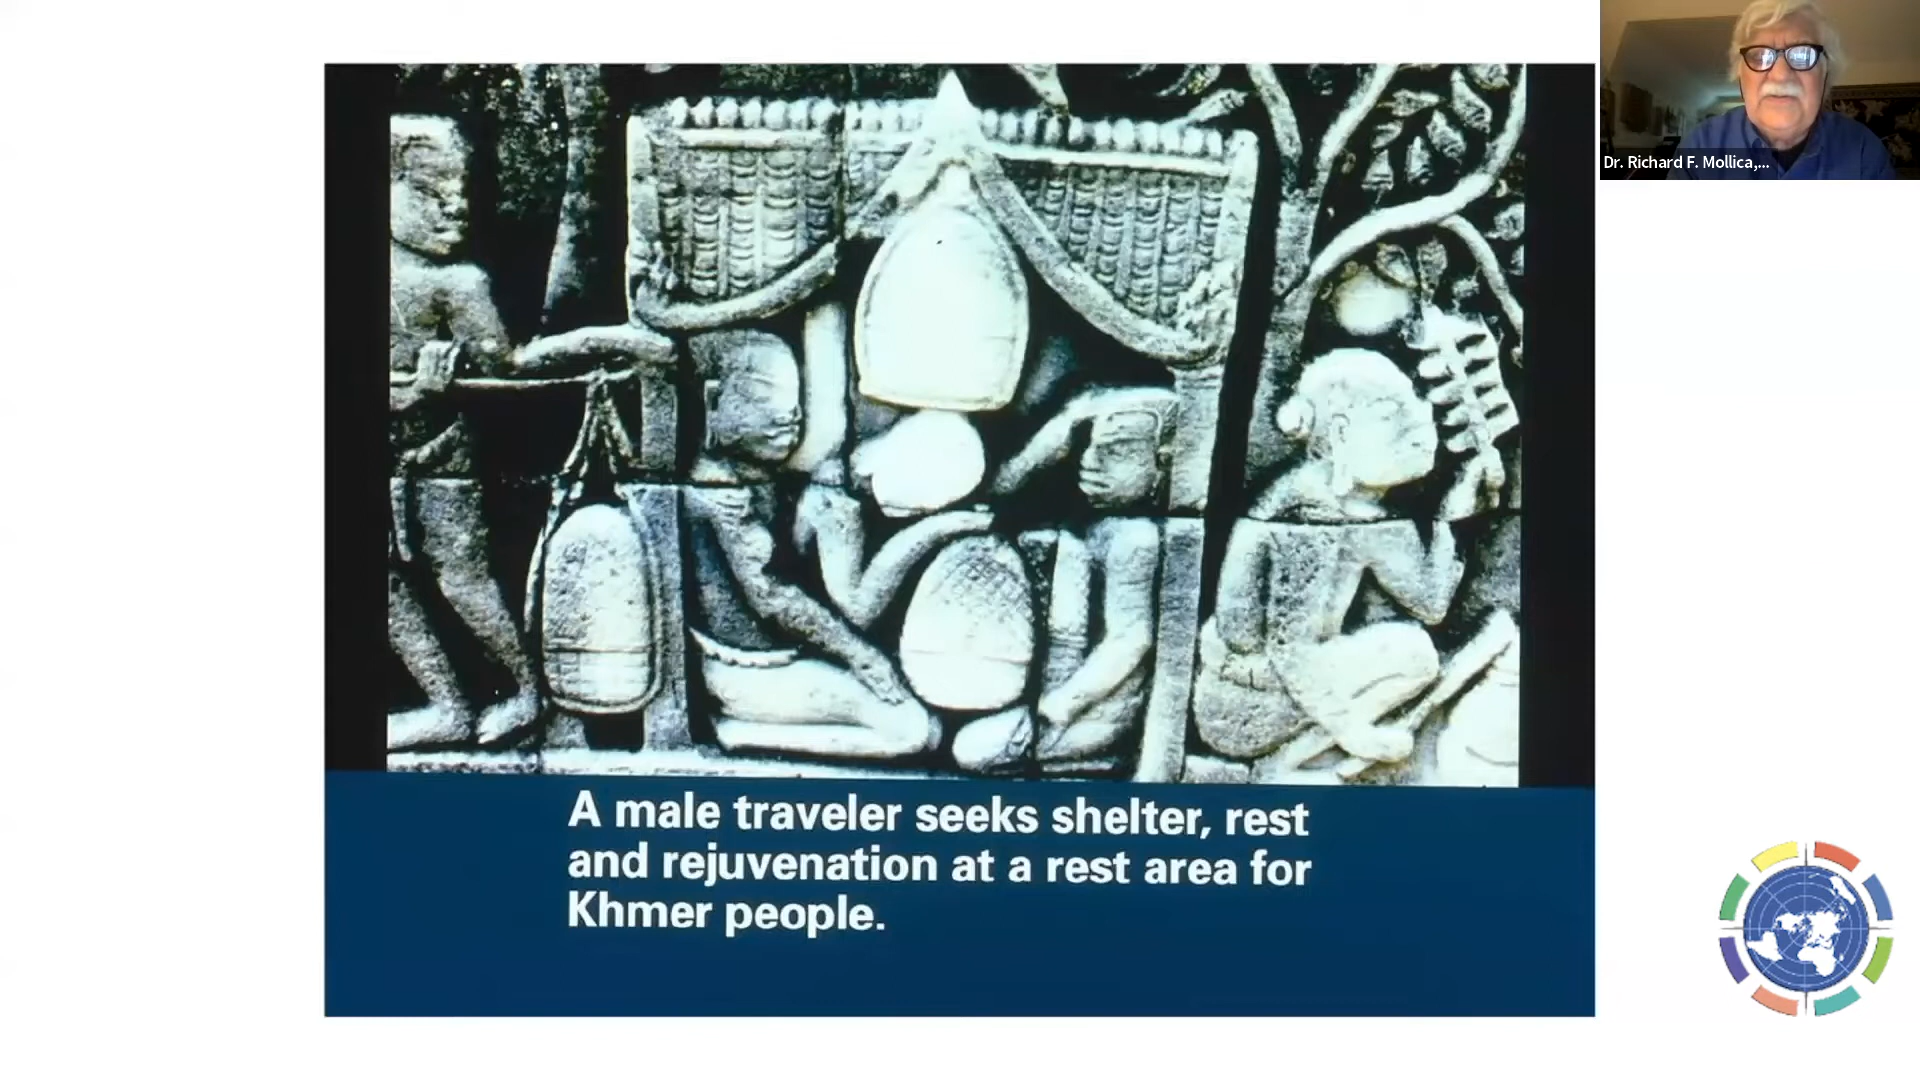 Dr. Richard F. Mollica,...
A male traveler seeks shelter, rest
and rejuvenation at a rest area for
Khmer people.